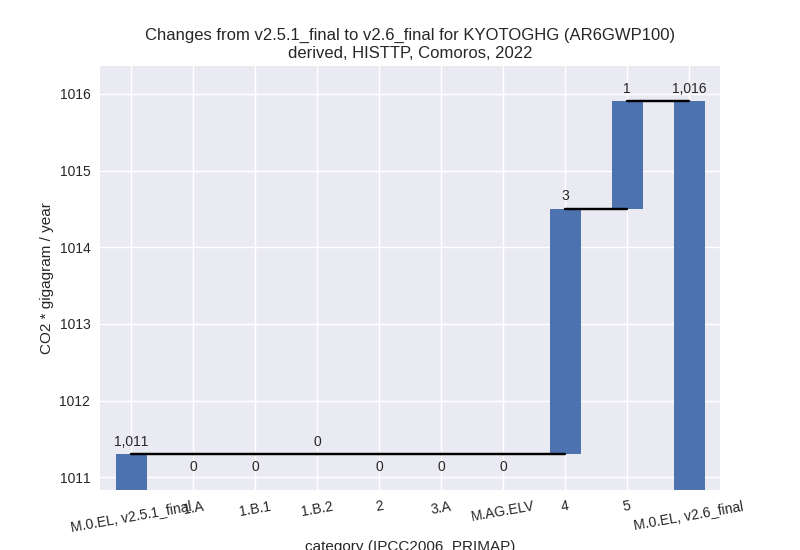 Changes from v2.5.1_final to v2.6_final for KYOTOGHG (AR6GWP100)
derived, HISTTP, Comoros, 2022
CO2 * gigagram / year
1016
1015
1014
1013
1012
1011
1,011
0
0
0
0
0
0
3
1
1,016
M.0.EL, v2.5.1_final
1.A
1.B.1
1.B.2
2
3.A
M.AG.ELV
4
5
M.0.EL, v2.6_final
category (IPCC2006_PRIMAP)